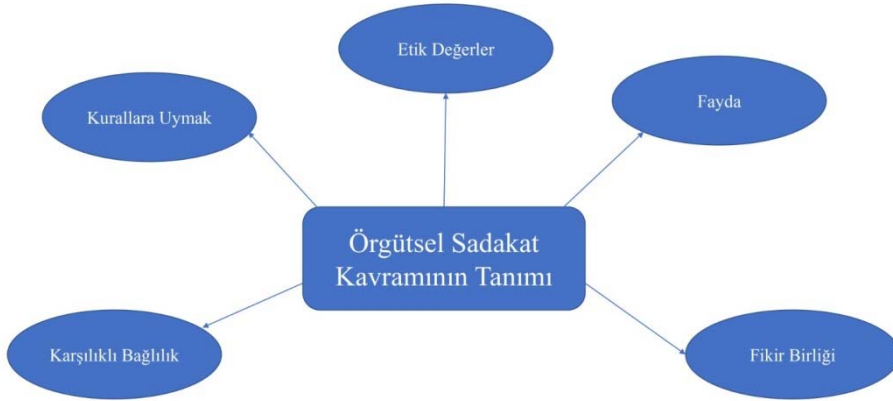 Etik Değerler
Kurallara Uymak
Fayda
Örgütsel Sadakat
Kavramının Tanımı
Karşılıklı Bağlılık
Fikir Birliği